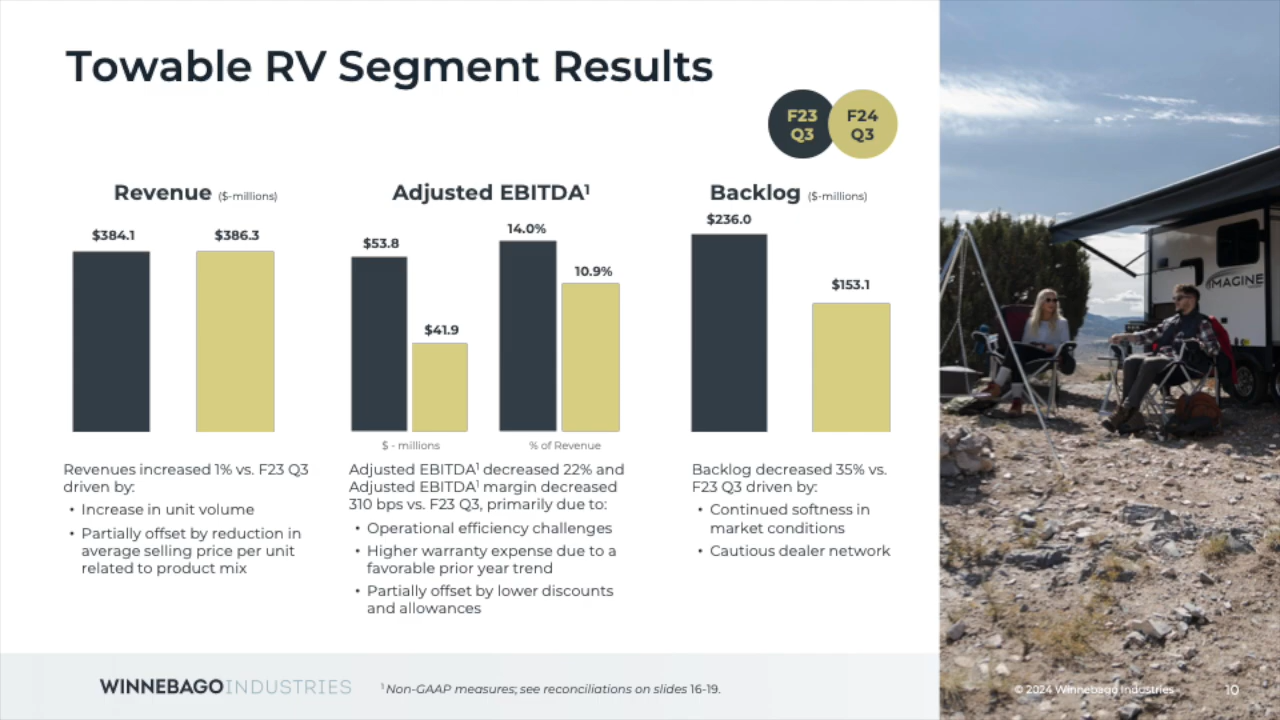 Towable RV Segment Results
F23
Q3
F24
Q3
Revenue ($-millions)
$384.1
$386.3
Revenues increased 1% vs. F23 Q3
driven by:
• Increase in unit volume
• Partially offset by reduction in
average selling price per unit
related to product mix
Adjusted EBITDA¹
$53.8
$41.9
14.0%
10.9%
$ - millions
% of Revenue
Adjusted EBITDA¹ decreased 22% and
Adjusted EBITDA¹ margin decreased
310 bps vs. F23 Q3, primarily due to:
• Operational efficiency challenges
• Higher warranty expense due to a
favorable prior year trend
• Partially offset by lower discounts
and allowances
Backlog ($-millions)
$236.0
$153.1
Backlog decreased 35% vs.
F23 Q3 driven by:
• Continued softness in
market conditions
• Cautious dealer network
IMAGINE
WINNEBAGO INDUSTRIES
¹ Non-GAAP measures; see reconciliations on slides 16-19.
© 2024 Winnebago Industries
10